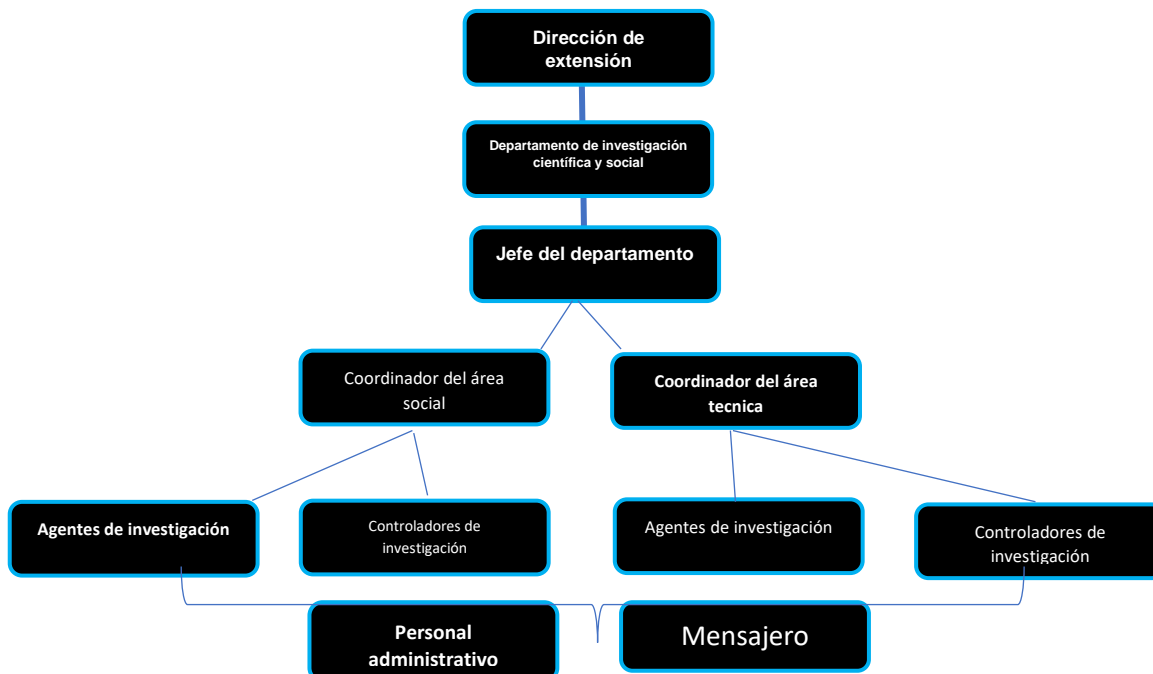 Dirección de
extensión
Departamento de investigación
científica y social
Jefe del departamento
Coordinador del área
social
Coordinador del área
tecnica
Agentes de investigación
Controladores de
investigación
Agentes de investigación
Controladores de
investigación
Personal
administrativo
Mensajero